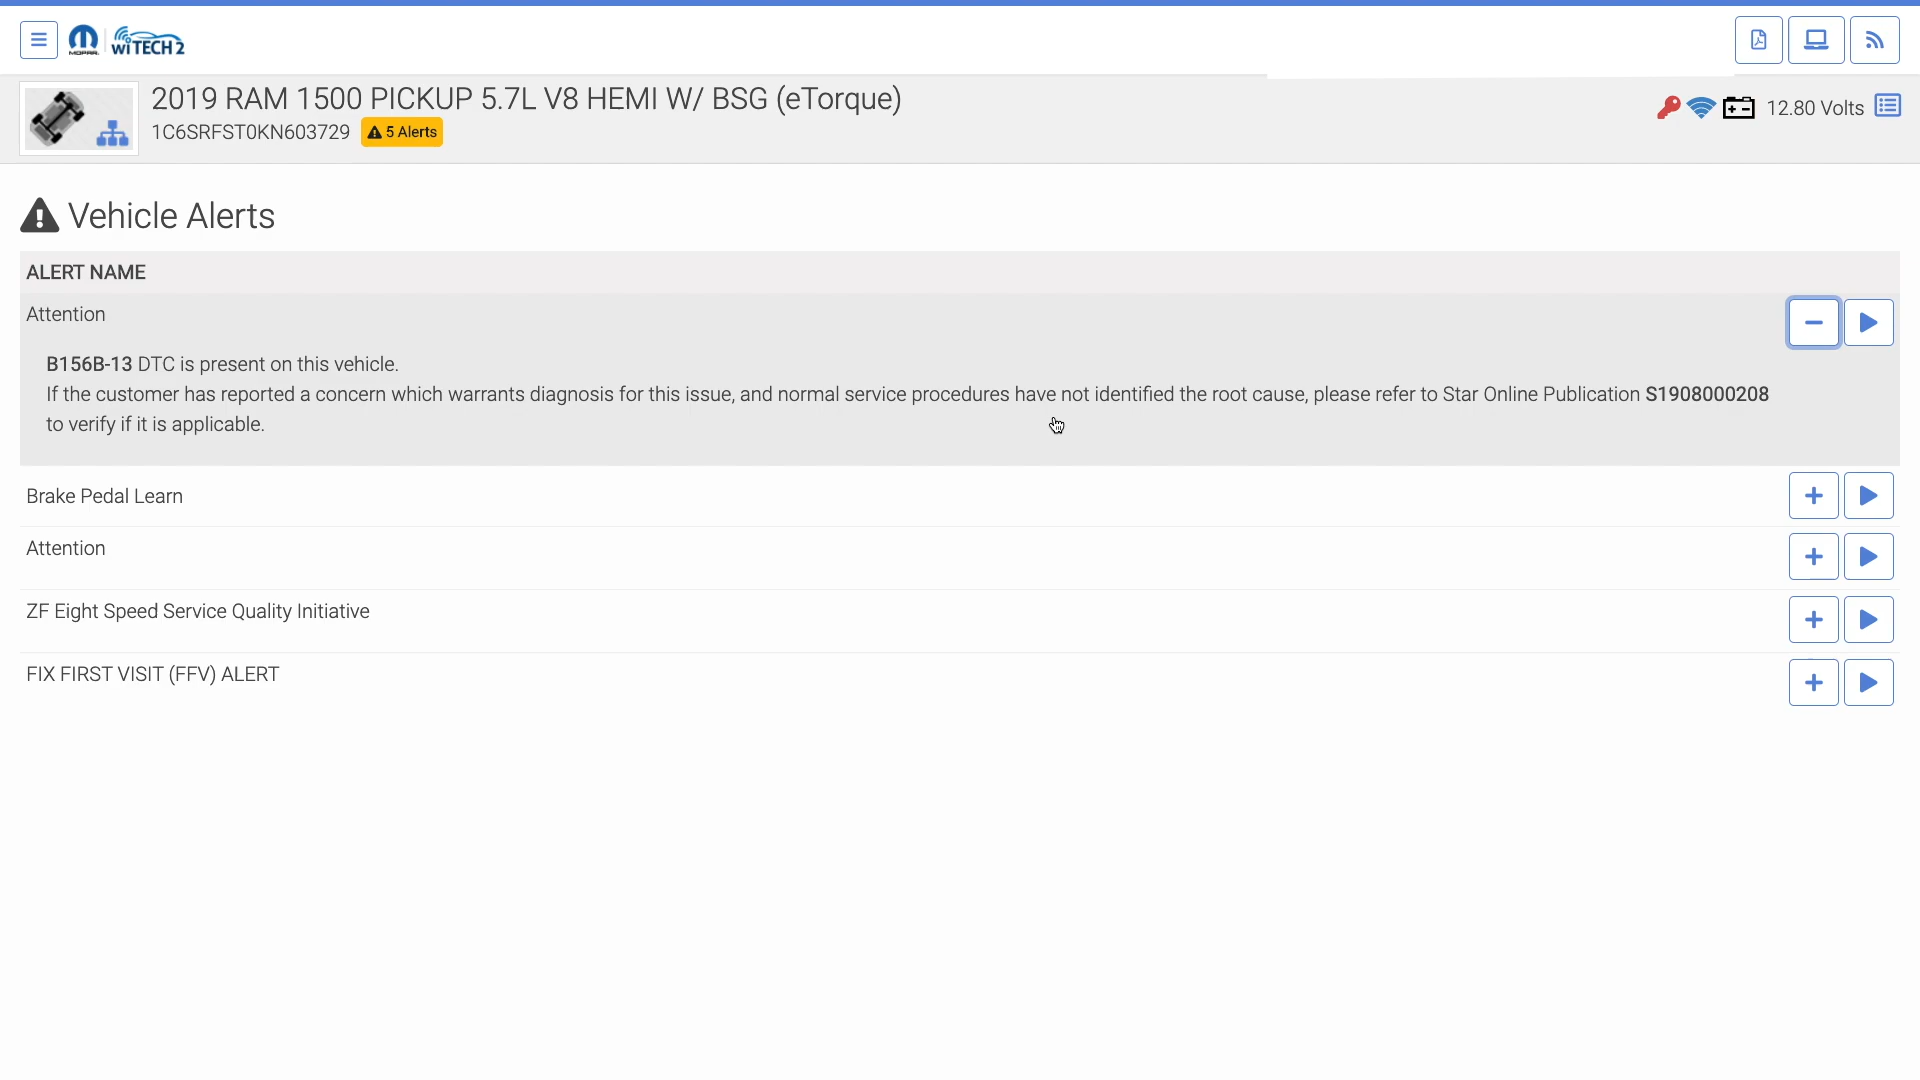 MOPAR
wiTECH 2
2019 RAM 1500 PICKUP 5.7L V8 HEMI W/ BSG (eTorque)
1C6SRFST0KN603729
5 Alerts
12.80 Volts
Vehicle Alerts
ALERT NAME
Attention
B156B-13 DTC is present on this vehicle.
If the customer has reported a concern which warrants diagnosis for this issue, and normal service procedures have not identified the root cause, please refer to Star Online Publication S1908000208
to verify if it is applicable.
Brake Pedal Learn
Attention
ZF Eight Speed Service Quality Initiative
FIX FIRST VISIT (FFV) ALERT